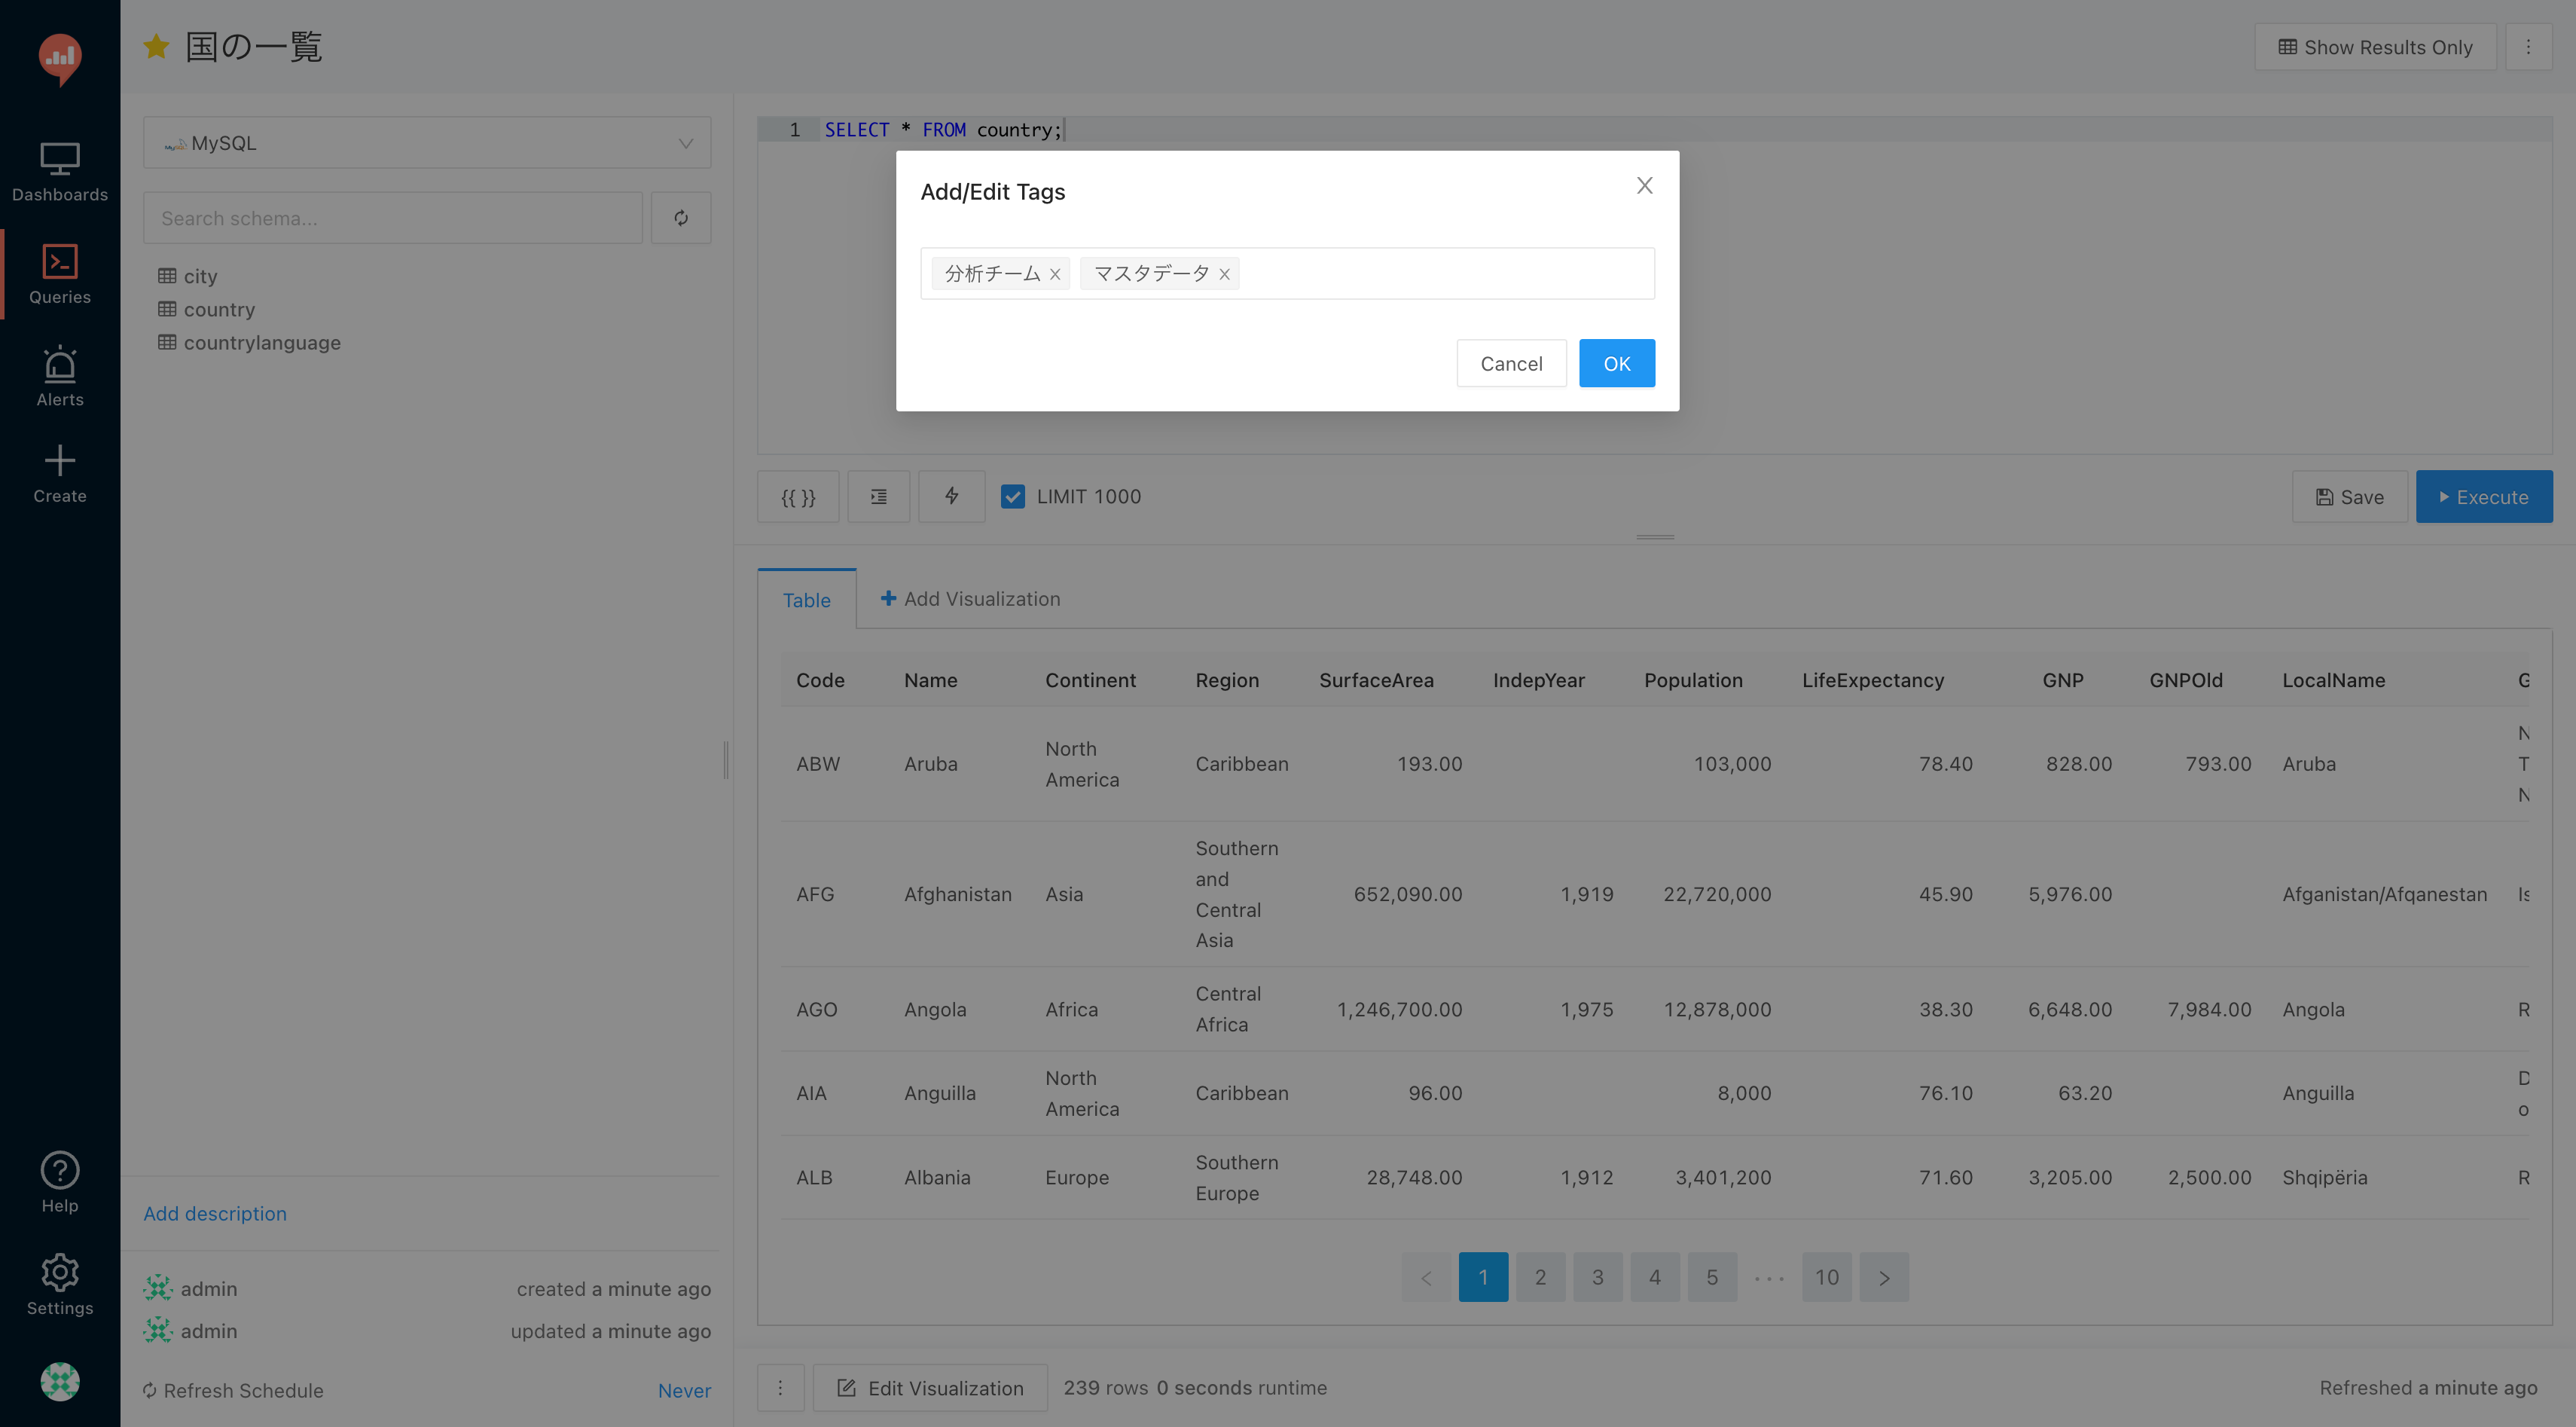 国の一覧
Show Results Only
Dashboards
Queries
Alerts
Create
Help
Settings
MySQL
Search schema...
city
country
countrylanguage
Add description
admin created a minute ago
admin updated a minute ago
Refresh Schedule Never
1 SELECT * FROM country;
Add/Edit Tags
分析チーム マスタデータ
Cancel OK
{{ }} LIMIT 1000 Save Execute
Table Add Visualization
Code Name Continent Region SurfaceArea IndepYear Population LifeExpectancy GNP GNPOld LocalName G
ABW Aruba North America Caribbean 193.00 103,000 78.40 828.00 793.00 Aruba N T N
AFG Afghanistan Asia Southern and Central Asia 652,090.00 1,919 22,720,000 45.90 5,976.00 Afganistan/Afqanestan Is
AGO Angola Africa Central Africa 1,246,700.00 1,975 12,878,000 38.30 6,648.00 7,984.00 Angola R
AIA Anguilla North America Caribbean 96.00 8,000 76.10 63.20 Anguilla D o
ALB Albania Europe Southern Europe 28,748.00 1,912 3,401,200 71.60 3,205.00 2,500.00 Shqipëria R
< 1 2 3 4 5 ••• 10 >
Edit Visualization 239 rows 0 seconds runtime Refreshed a minute ago